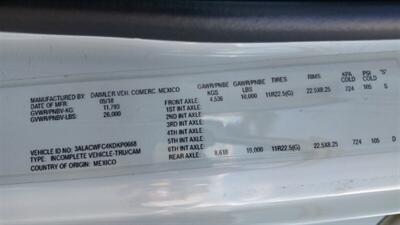 MANUFACTURED BY: DAIMLER VEH. COMERC. MEXICO
DATE OF MFR: 05/18
GVWR/PNBV-KG: 11,793
GVWR/PNBV-LBS: 26,000
VEHICLE ID NO: 3ALACWFC4KDKP0668
TYPE: INCOMPLETE VEHICLE-TRU/CAM
COUNTRY OF ORIGIN: MEXICO
GAWR/PNBE KGS GAWR/PNBE LBS TIRES RIMS KPA COLD PSI COLD "S"
FRONT AXLE: 4,536 10,000 11R22.5(G) 22.5X8.25 724 105 S
1ST INT AXLE:
2ND INT AXLE:
3RD INT AXLE:
4TH INT AXLE:
5TH INT AXLE:
6TH INT AXLE:
REAR AXLE: 8,618 19,000 11R22.5(G) 22.5X8.25 724 105 D